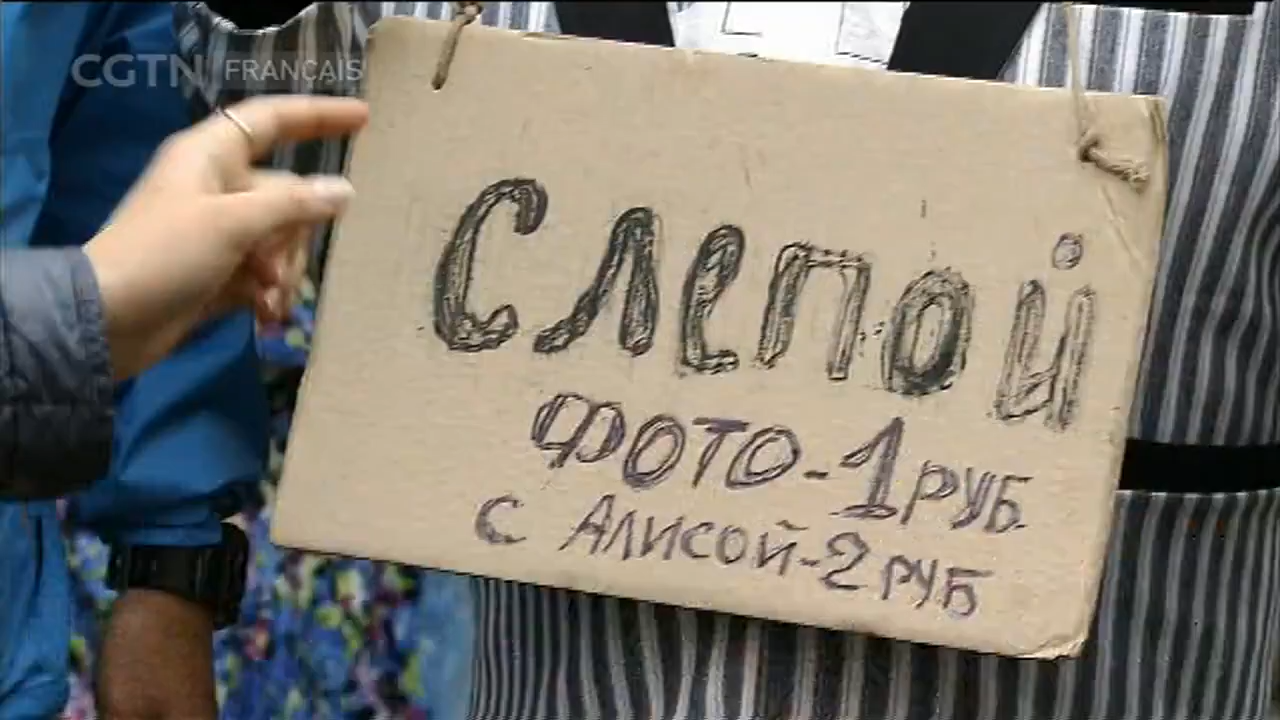 CGTN FRANÇAIS
Слепой
ФОТО-1 РУБ.
С АЛИСОЙ-2 РУБ